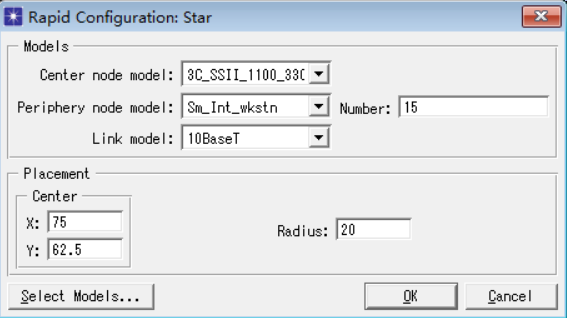 Rapid Configuration: Star
Models
Center node model: 3C_SSII_1100_330
Periphery node model: Sm_Int_wkstn Number: 15
Link model: 10BaseT
Placement
Center
X: 75
Radius: 20
Y: 62.5
Select Models... OK Cancel